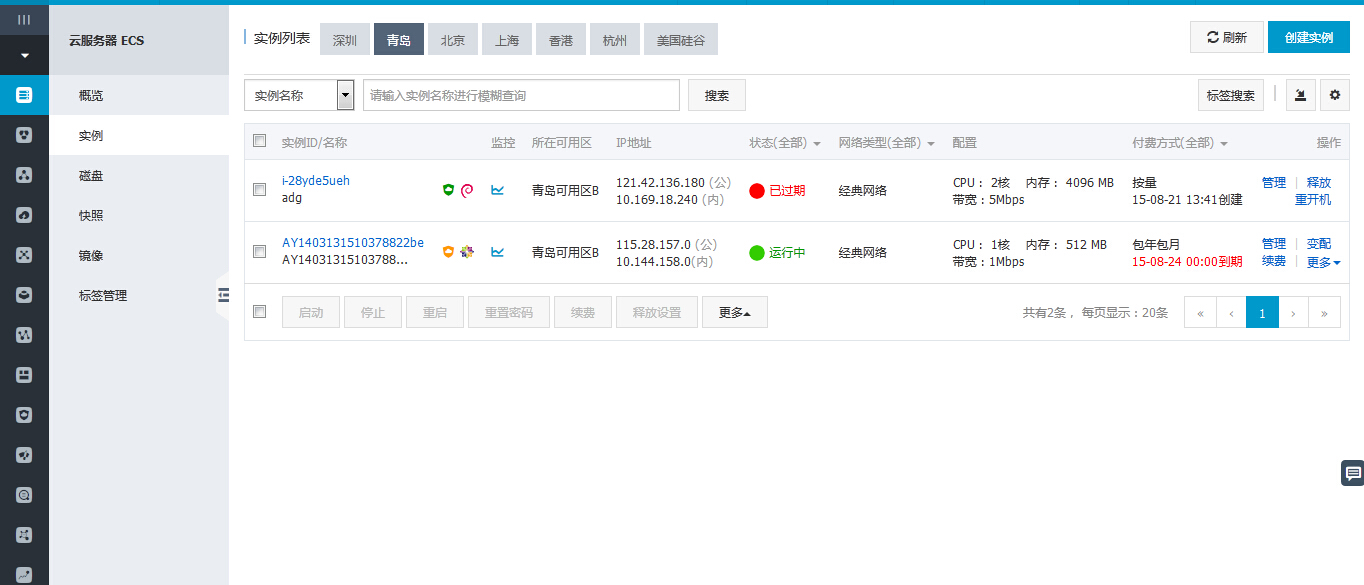 云服务器 ECS
概览
实例
磁盘
快照
镜像
标签管理
实例列表 深圳 青岛 北京 上海 香港 杭州 美国硅谷 刷新 创建实例
实例名称 请输入实例名称进行模糊查询 搜索 标签搜索
实例ID/名称 监控 所在可用区 IP地址 状态(全部) 网络类型(全部) 配置 付费方式(全部) 操作
i-28yde5ueh
adg
青岛可用区B
121.42.136.180 (公)
10.169.18.240 (内)
已过期
经典网络
CPU： 2核 内存： 4096 MB
带宽：5Mbps
按量
15-08-21 13:41创建
管理 | 释放
重开机
AY1403131510378822be
AY14031315103788...
青岛可用区B
115.28.157.0 (公)
10.144.158.0(内)
运行中
经典网络
CPU： 1核 内存： 512 MB
带宽：1Mbps
包年包月
15-08-24 00:00到期
管理 | 变配
续费 | 更多
启动 停止 重启 重置密码 续费 释放设置 更多 共有2条， 每页显示：20条 « ‹ 1 › »